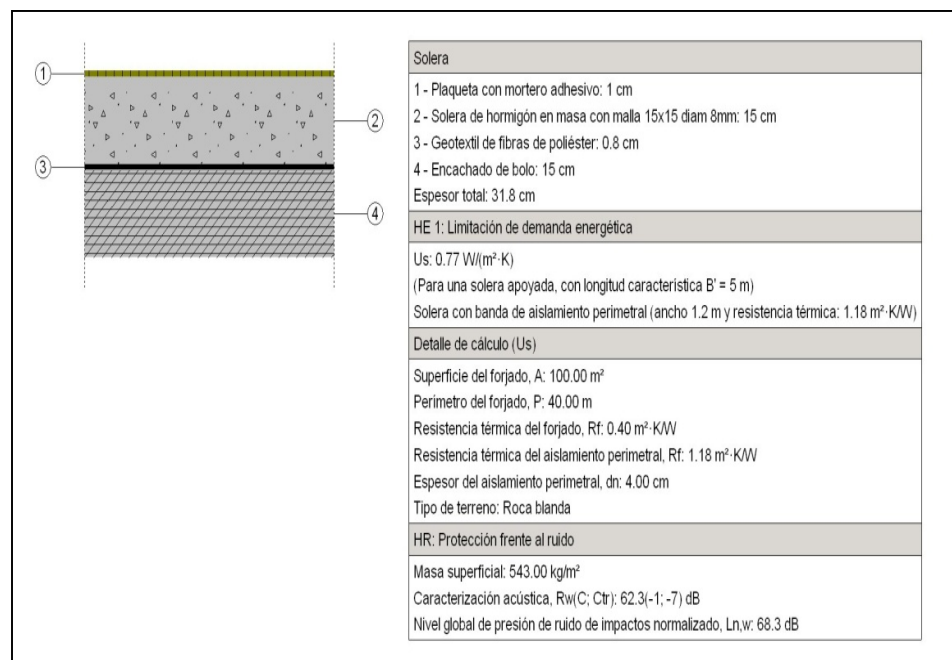 1
2
3
4
Solera
1 - Plaqueta con mortero adhesivo: 1 cm
2 - Solera de hormigón en masa con malla 15x15 diam 8mm: 15 cm
3 - Geotextil de fibras de poliéster: 0.8 cm
4 - Encachado de bolo: 15 cm
Espesor total: 31.8 cm
HE 1: Limitación de demanda energética
Us: 0.77 W/(m²·K)
(Para una solera apoyada, con longitud característica B' = 5 m)
Solera con banda de aislamiento perimetral (ancho 1.2 m y resistencia térmica: 1.18 m²·K/W)
Detalle de cálculo (Us)
Superficie del forjado, A: 100.00 m²
Perímetro del forjado, P: 40.00 m
Resistencia térmica del forjado, Rf: 0.40 m²·K/W
Resistencia térmica del aislamiento perimetral, Rf: 1.18 m²·K/W
Espesor del aislamiento perimetral, dn: 4.00 cm
Tipo de terreno: Roca blanda
HR: Protección frente al ruido
Masa superficial: 543.00 kg/m²
Caracterización acústica, Rw(C; Ctr): 62.3(-1; -7) dB
Nivel global de presión de ruido de impactos normalizado, Ln,w: 68.3 dB